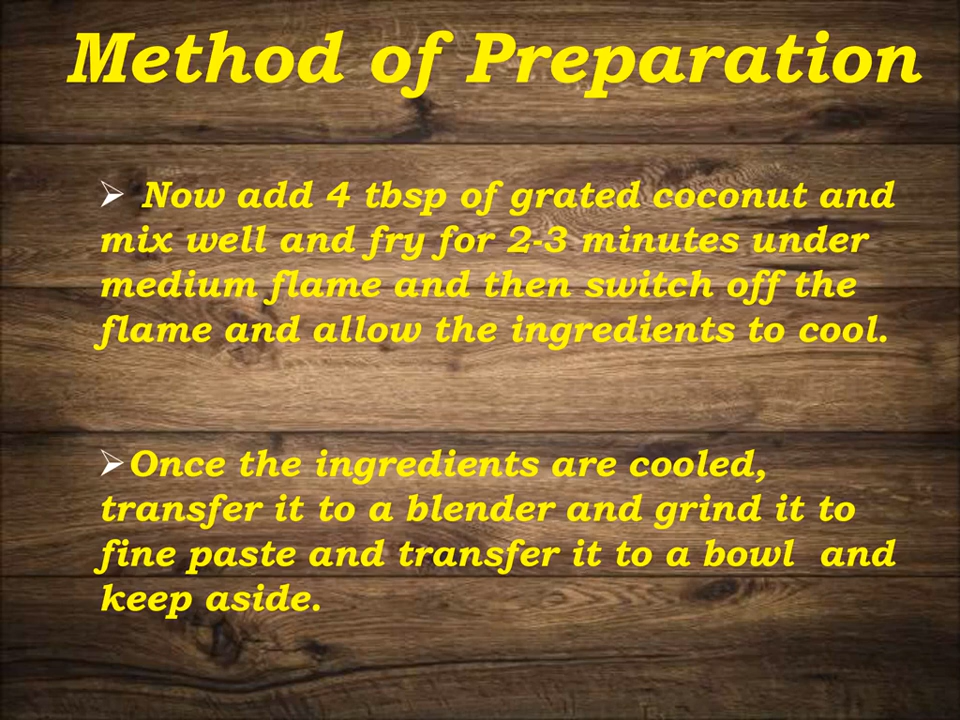 Method of Preparation
➢ Now add 4 tbsp of grated coconut and
mix well and fry for 2-3 minutes under
medium flame and then switch off the
flame and allow the ingredients to cool.
➢Once the ingredients are cooled,
transfer it to a blender and grind it to
fine paste and transfer it to a bowl  and
keep aside.